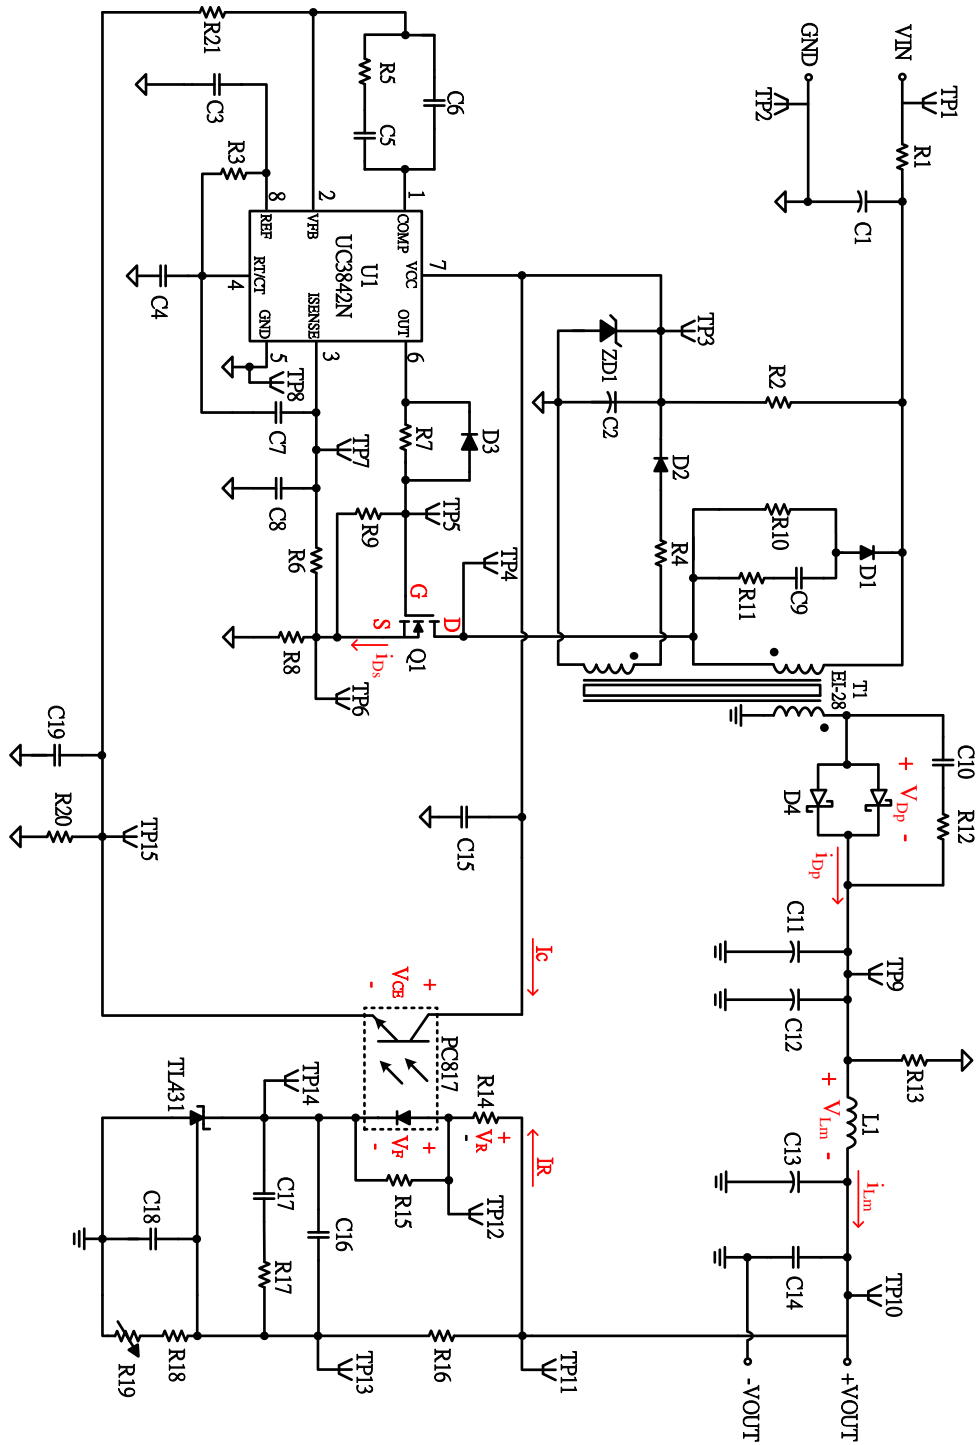 VIN
TP1
R1
GND
TP2
C1
R21
C3
R3
R5
C5
C6
8
2
1
REF
VFB
COMP
VCC
7
U1
UC3842N
RT/CT
4
C4
GND
ISENSE
OUT
5
3
6
TP8
C7
TP7
C8
R6
R7
D3
R9
TP5
TP4
G
S
D
Q1
iDs
R8
TP6
TP3
ZD1
C2
R2
D2
R4
R10
R11
C9
D1
T1
EI-28
C10
R12
D4
+ VDp -
iDp
C11
TP9
C12
R13
+ VLm -
L1
C13
iLm
C14
TP10
+VOUT
-VOUT
C19
R20
TP15
C15
Ic
+
VCE
-
PC817
R14
+
VR
-
IR
+
VF
-
TP14
TL431
R15
TP12
C17
C16
C18
R17
R18
R19
R16
TP13
TP11